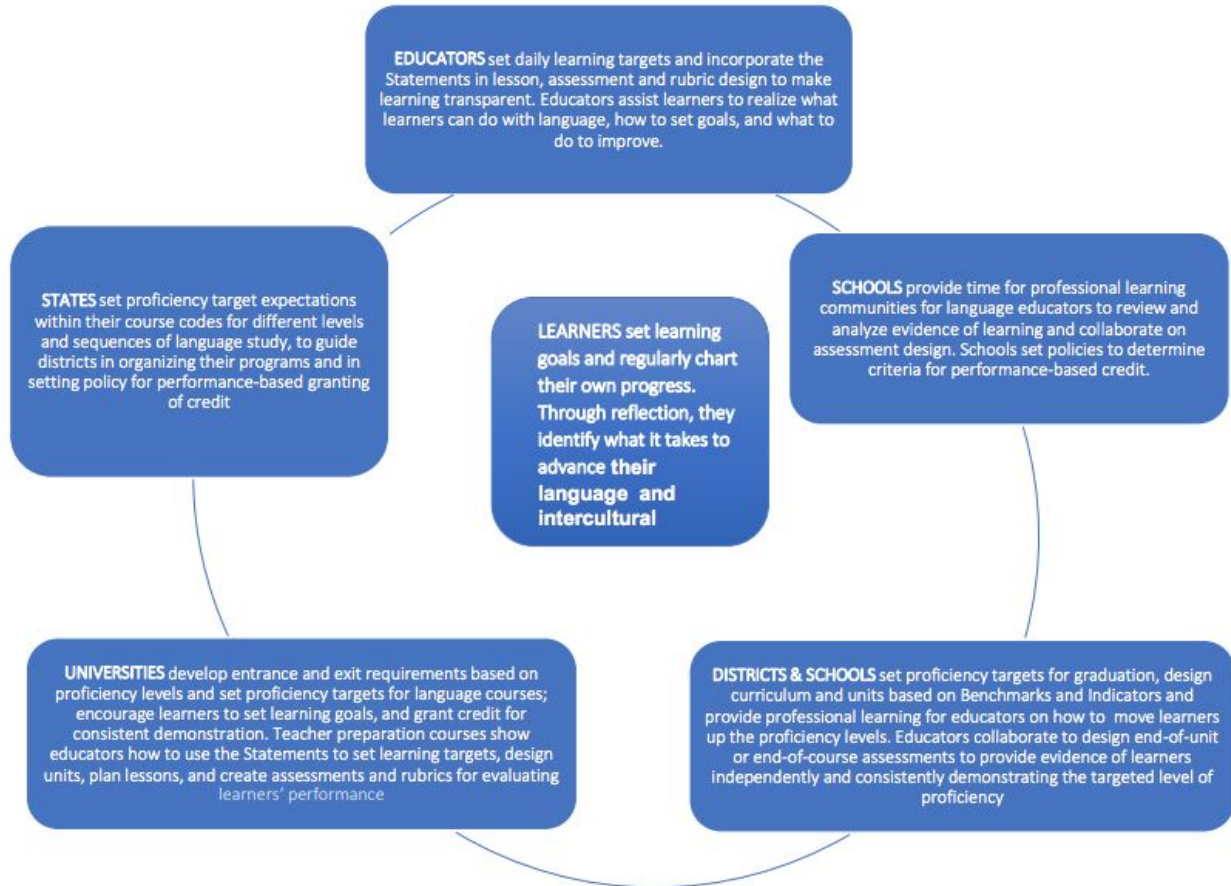 EDUCATORS set daily learning targets and incorporate the
Statements in lesson, assessment and rubric design to make
learning transparent. Educators assist learners to realize what
learners can do with language, how to set goals, and what to
do to improve.
STATES set proficiency target expectations
within their course codes for different levels
and sequences of language study, to guide
districts in organizing their programs and in
setting policy for performance-based granting
of credit
LEARNERS set learning
goals and regularly chart
their own progress.
Through reflection, they
identify what it takes to
advance their
language and
intercultural
SCHOOLS provide time for professional learning
communities for language educators to review and
analyze evidence of learning and collaborate on
assessment design. Schools set policies to determine
criteria for performance-based credit.
UNIVERSITIES develop entrance and exit requirements based on
proficiency levels and set proficiency targets for language courses;
encourage learners to set learning goals, and grant credit for
consistent demonstration. Teacher preparation courses show
educators how to use the Statements to set learning targets, design
units, plan lessons, and create assessments and rubrics for evaluating
learners' performance
DISTRICTS & SCHOOLS set proficiency targets for graduation, design
curriculum and units based on Benchmarks and Indicators and
provide professional learning for educators on how to move learners
up the proficiency levels. Educators collaborate to design end-of-unit
or end-of-course assessments to provide evidence of learners
independently and consistently demonstrating the targeted level of
proficiency